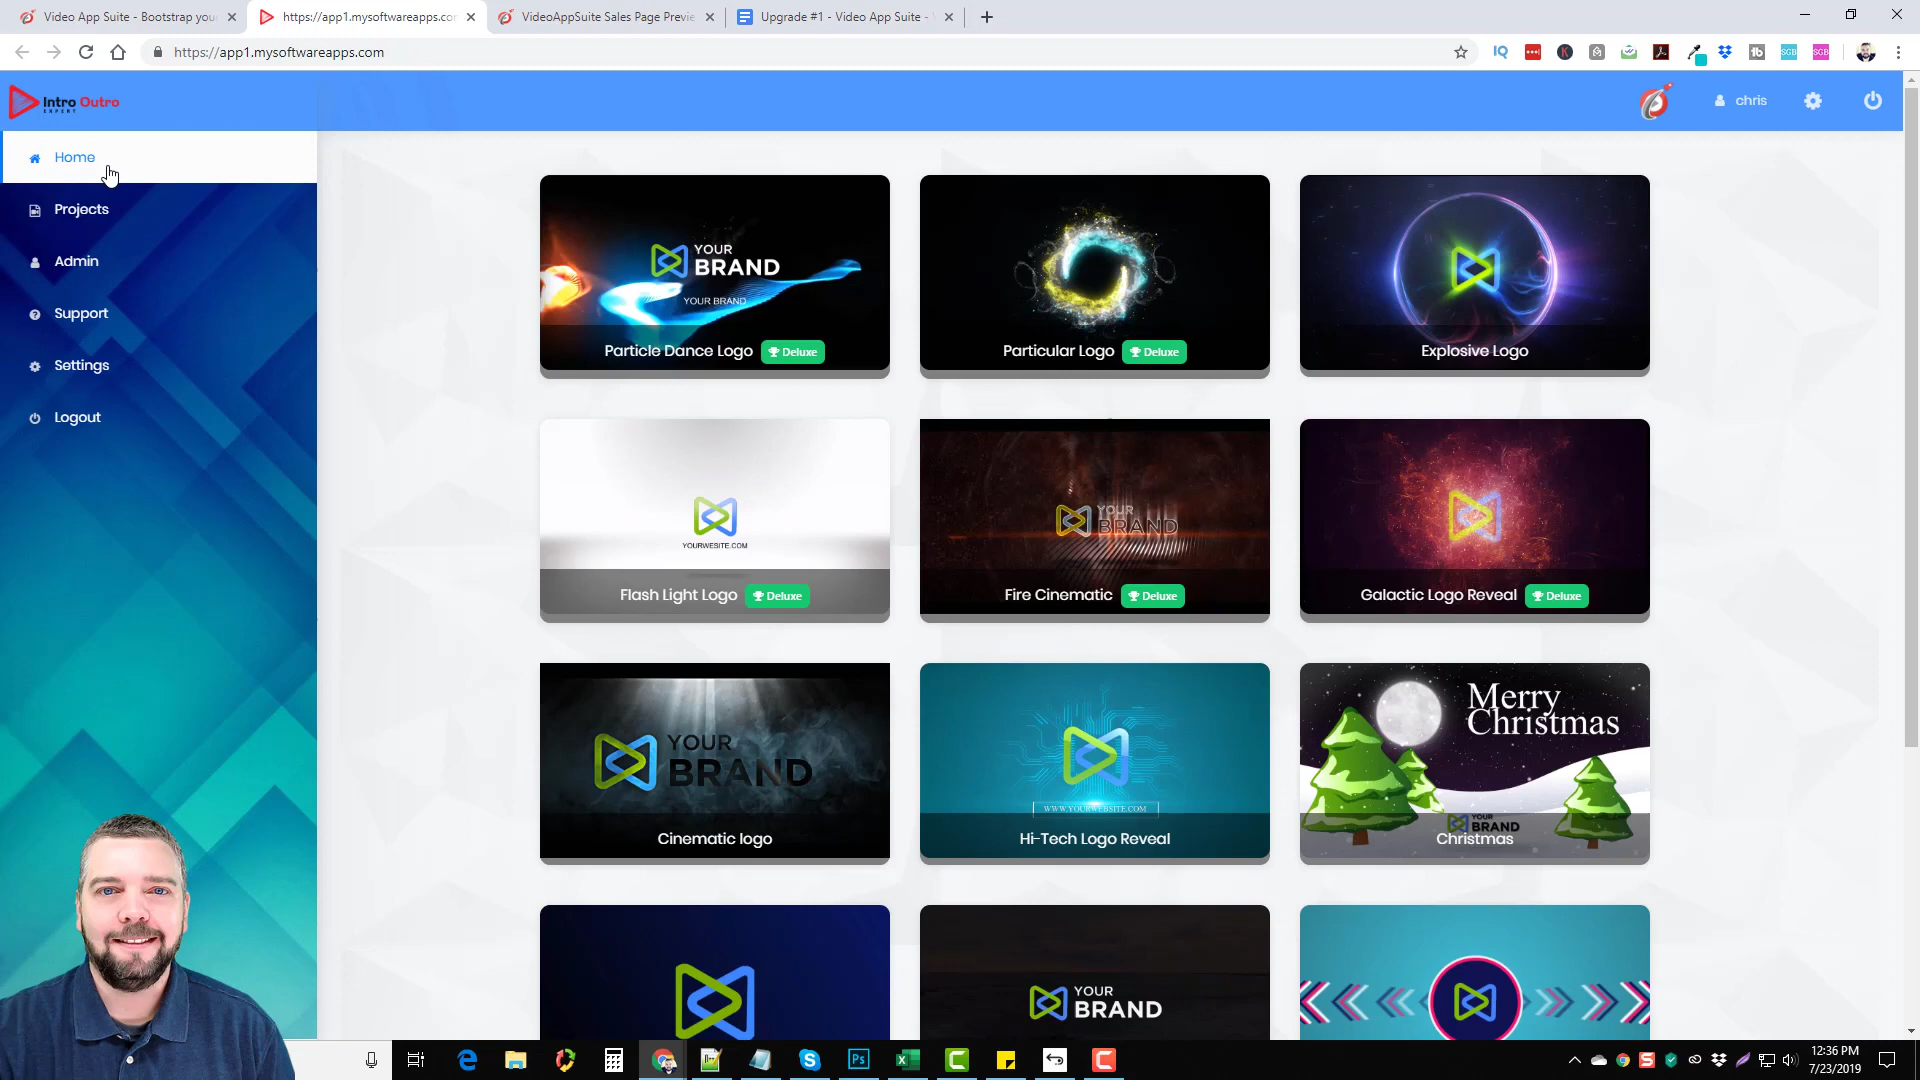 Video App Suite - Bootstrap you
https://app1.mysoftwareapps.co
VideoAppSuite Sales Page Previe
Upgrade #1 - Video App Suite -
https://app1.mysoftwareapps.com
Intro Outro
EXPERT
chris
Home
Projects
Admin
Support
Settings
Logout
YOUR
BRAND
YOUR BRAND
Particle Dance Logo Deluxe
Particular Logo Deluxe
Explosive Logo
YOURWESITE.COM
Flash Light Logo Deluxe
YOUR
BRAND
Fire Cinematic Deluxe
Galactic Logo Reveal Deluxe
YOUR
BRAND
Cinematic logo
WWW.YOURWEBSITE.COM
Hi-Tech Logo Reveal
Merry
Christmas
YOUR
BRAND
Christmas
YOUR
BRAND
12:36 PM
7/23/2019